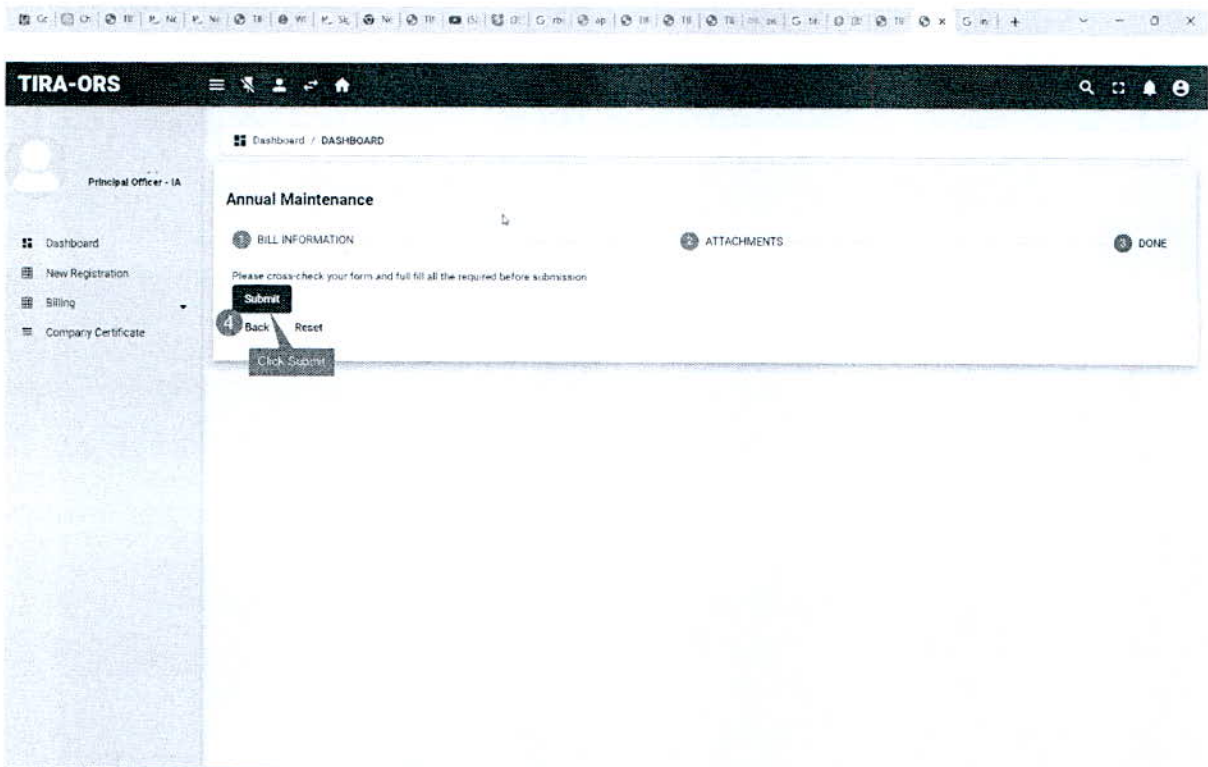 TIRA-ORS
Dashboard / DASHBOARD
Principal Officer - IA
Annual Maintenance
1 BILL INFORMATION
2 ATTACHMENTS
3 DONE
Dashboard
New Registration
Billing
Company Certificate
Please cross-check your form and full fill all the required before submission
Submit
4 Back Reset
Click Submit